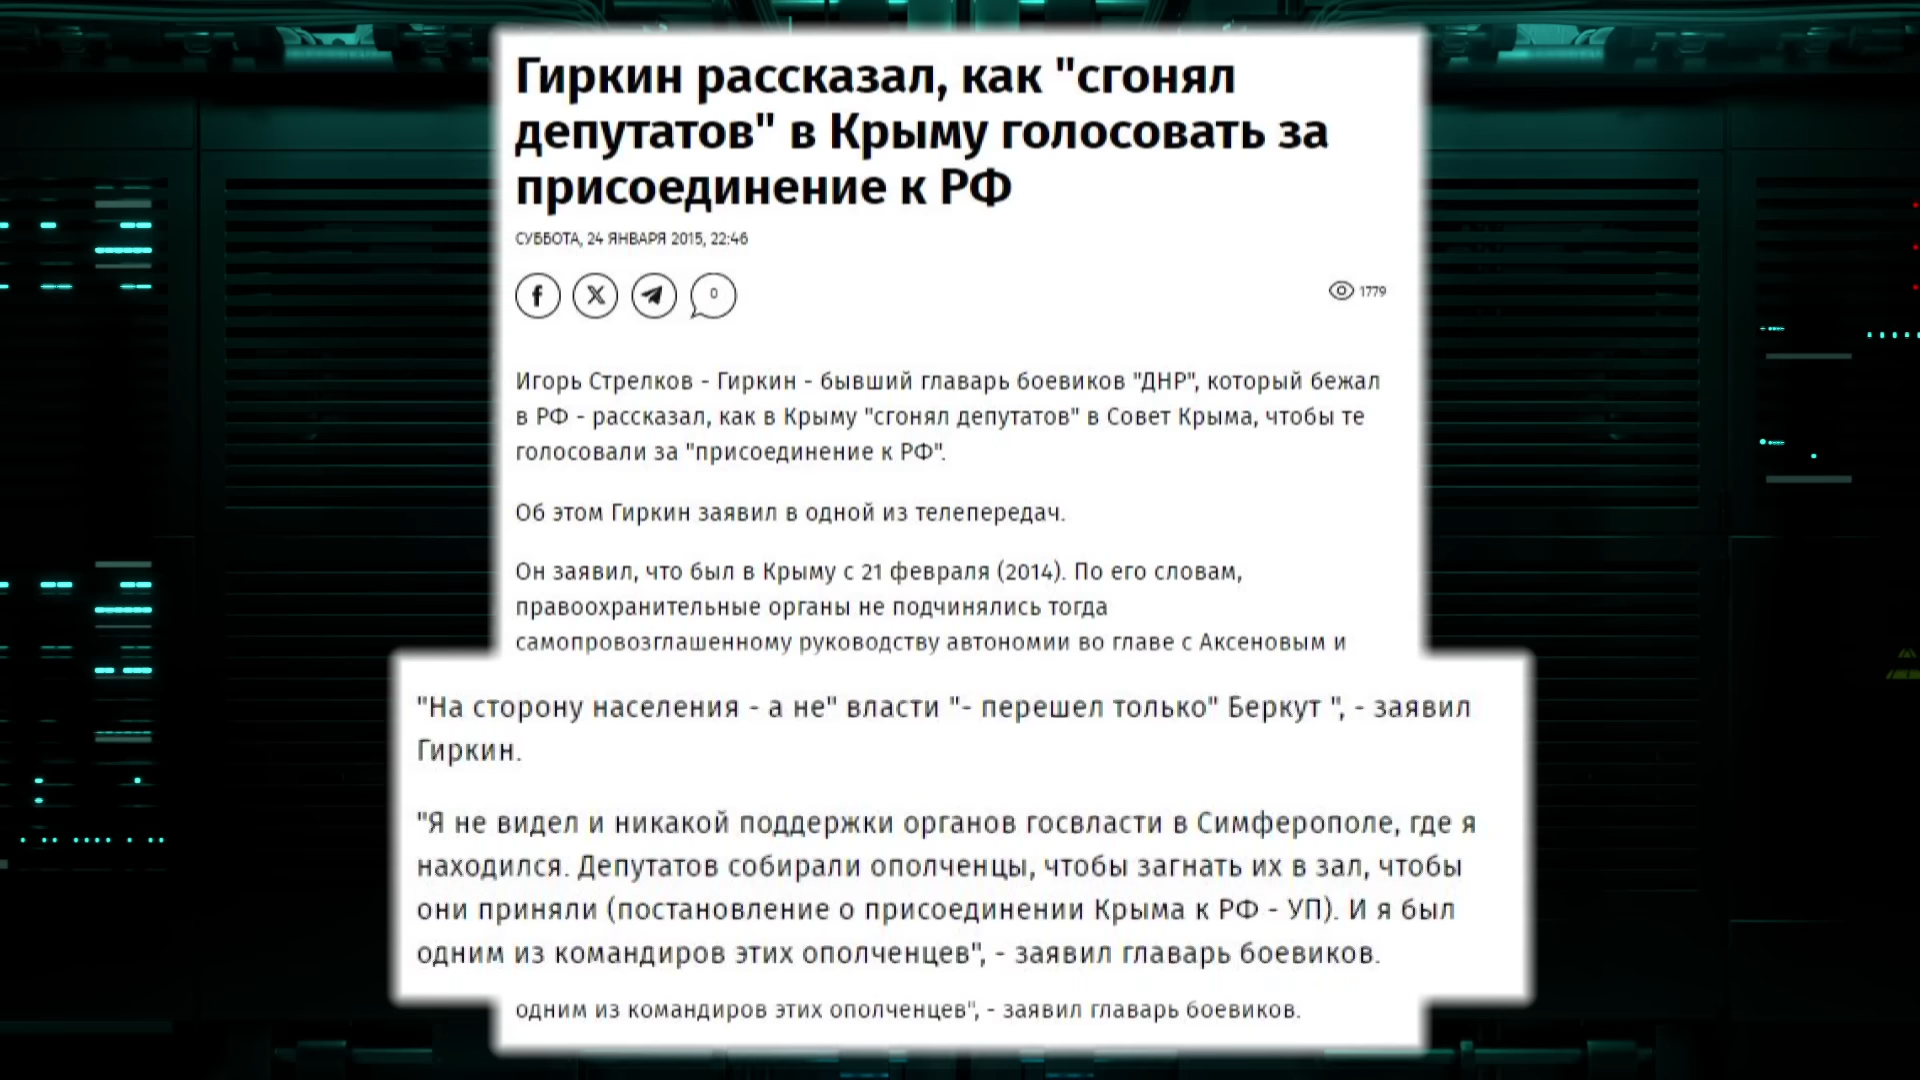 Гиркин рассказал, как "сгонял
депутатов" в Крыму голосовать за
присоединение к РФ
СУББОТА, 24 ЯНВАРЯ 2015, 22:46
0
1779
Игорь Стрелков - Гиркин - бывший главарь боевиков "ДНР", который бежал
в РФ - рассказал, как в Крыму "сгонял депутатов" в Совет Крыма, чтобы те
голосовали за "присоединение к РФ".
Об этом Гиркин заявил в одной из телепередач.
Он заявил, что был в Крыму с 21 февраля (2014). По его словам,
правоохранительные органы не подчинялись тогда
самопровозглашенному руководству автономии во главе с Аксеновым и
"На сторону населения - а не" власти "- перешел только" Беркут ", - заявил
Гиркин.
"Я не видел и никакой поддержки органов госвласти в Симферополе, где я
находился. Депутатов собирали ополченцы, чтобы загнать их в зал, чтобы
они приняли (постановление о присоединении Крыма к РФ - УП). И я был
одним из командиров этих ополченцев", - заявил главарь боевиков.
одним из командиров этих ополченцев", - заявил главарь боевиков.